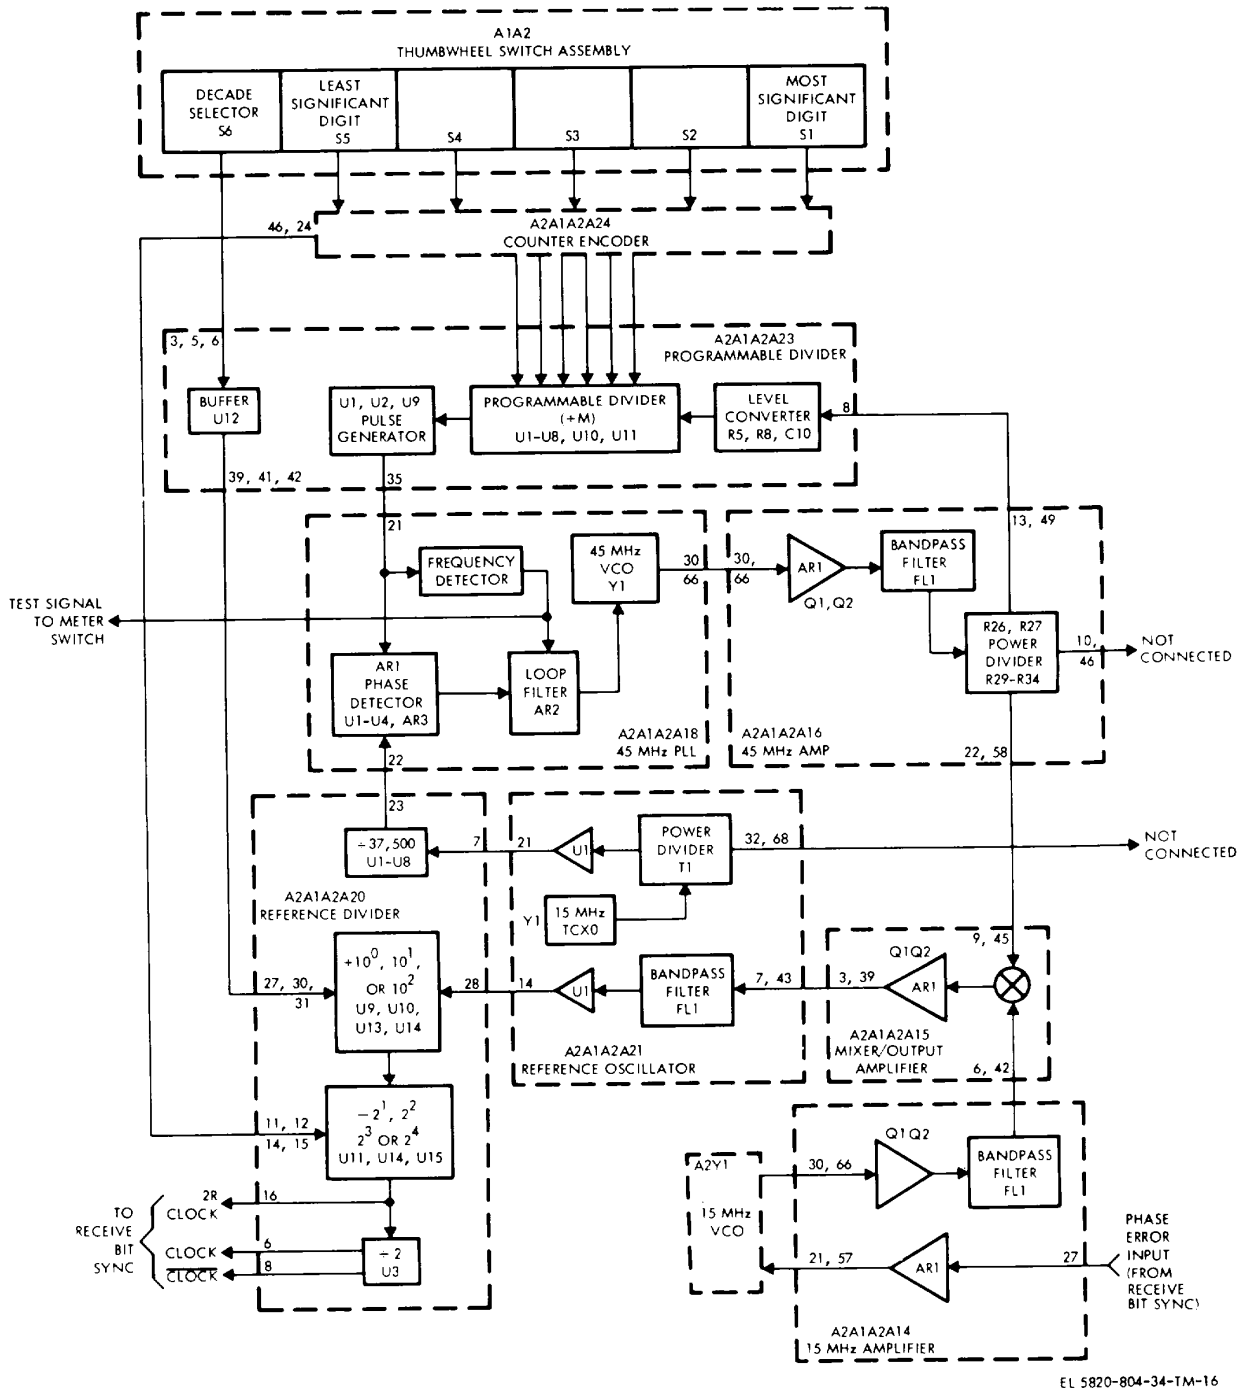 A1A2
THUMBWHEEL SWITCH ASSEMBLY
DECADE
SELECTOR
S6
LEAST
SIGNIFICANT
DIGIT
S5
S4
S3
S2
MOST
SIGNIFICANT
DIGIT
S1
46, 24
A2A1A2A24
COUNTER ENCODER
3, 5, 6
A2A1A2A23
PROGRAMMABLE DIVIDER
BUFFER
U12
U1, U2, U9
PULSE
GENERATOR
PROGRAMMABLE DIVIDER
(+M)
U1-U8, U10, U11
LEVEL
CONVERTER
R5, R8, C10
8
39, 41, 42
35
21
FREQUENCY
DETECTOR
45 MHz
VCO
Y1
30
66
30,
66
AR1
Q1,Q2
BANDPASS
FILTER
FL1
13, 49
TEST SIGNAL
TO METER
SWITCH
AR1
PHASE
DETECTOR
U1-U4, AR3
LOOP
FILTER
AR2
R26, R27
POWER
DIVIDER
R29-R34
10,
46
NOT
CONNECTED
A2A1A2A18
45 MHz PLL
A2A1A2A16
45 MHz AMP
22
22, 58
23
÷37,500
U1-U8
7
21
U1
POWER
DIVIDER
T1
32, 68
NOT
CONNECTED
A2A1A2A20
REFERENCE DIVIDER
Y1
15 MHz
TCX0
9, 45
+10⁰, 10¹,
OR 10²
U9, U10,
U13, U14
27, 30,
31
28
14
U1
BANDPASS
FILTER
FL1
7, 43
3, 39
Q1Q2
AR1
A2A1A2A21
REFERENCE OSCILLATOR
A2A1A2A15
MIXER/OUTPUT
AMPLIFIER
6, 42
11, 12
14, 15
-2¹, 2²
2³ OR 2⁴
U11, U14, U15
A2Y1
15 MHz
VCO
30, 66
Q1Q2
BANDPASS
FILTER
FL1
TO
RECEIVE
BIT
SYNC
2R
CLOCK
16
CLOCK
6
CLOCK
8
÷2
U3
21, 57
AR1
27
PHASE
ERROR
INPUT
(FROM
RECEIVE
BIT SYNC)
A2A1A2A14
15 MHz AMPLIFIER
EL 5820-804-34-TM-16